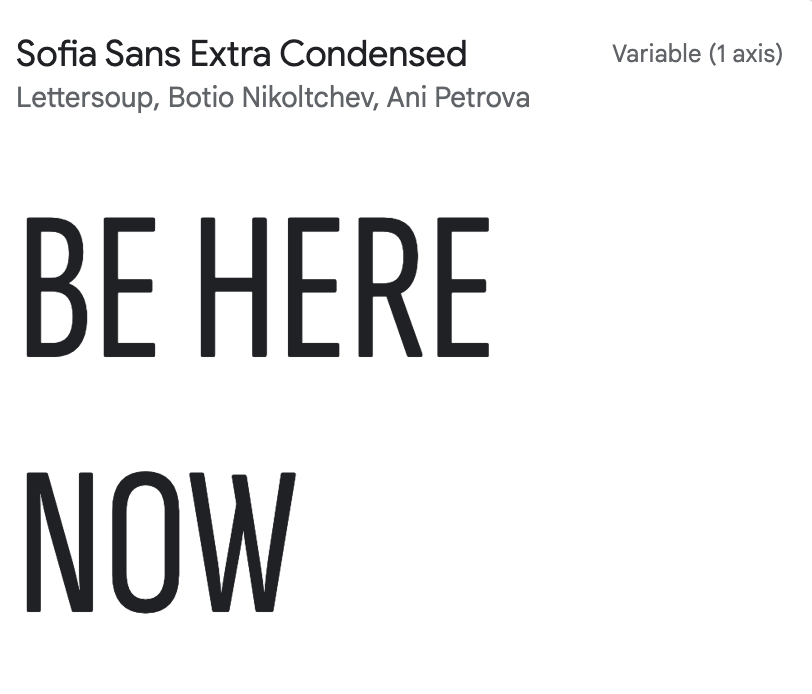 Sofia Sans Extra Condensed
Variable (1 axis)
Lettersoup, Botio Nikoltchev, Ani Petrova
BE HERE
NOW